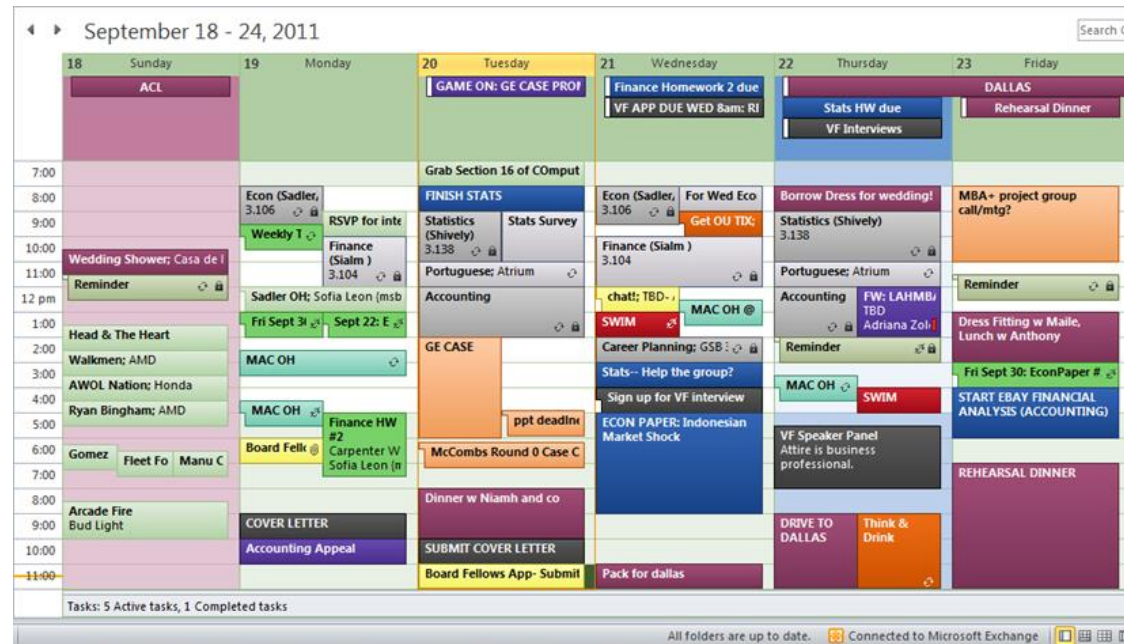 September 18 - 24, 2011
Search
18 Sunday
19 Monday
20 Tuesday
21 Wednesday
22 Thursday
23 Friday
ACL
GAME ON: GE CASE
Finance Homework 2 due
VF APP DUE WED 8am:
DALLAS
Stats HW due
Rehearsal Dinner
VF Interviews
7:00
8:00
9:00
10:00
11:00
12 pm
1:00
2:00
3:00
4:00
5:00
6:00
7:00
8:00
9:00
10:00
11:00
Wedding Shower; Casa de
Reminder
Head & The Heart
Walkmen; AMD
AWOL Nation; Honda
Ryan Bingham; AMD
Gomez
Fleet Fo
Manu C
Arcade Fire
Bud Light
Econ (Sadler,
3.106
RSVP for inte
Weekly T
Finance
(Sialm )
3.104
Sadler OH; Sofia Leon (msb
Fri Sept 3
Sept 22: E
MAC OH
MAC OH
Finance HW
#2
Carpenter W
Sofia Leon (
Board Fell
COVER LETTER
Accounting Appeal
Grab Section 16 of COmput
FINISH STATS
Statistics
(Shively)
3.138
Stats Survey
Portuguese; Atrium
Accounting
GE CASE
ppt deadline
McCombs Round 0 Case C
Dinner w Niamh and co
SUBMIT COVER LETTER
Board Fellows App- Submit
Econ (Sadler,
3.106
For Wed Eco
Get OU TIX;
Finance (Sialm )
3.104
chat!; TBD-
MAC OH @
SWIM
Career Planning; GSB
Stats-- Help the group?
Sign up for VF interview
ECON PAPER: Indonesian
Market Shock
Pack for dallas
Borrow Dress for wedding!
Statistics (Shively)
3.138
Portuguese; Atrium
Accounting
FW: LAHMB
TBD
Adriana Zol
Reminder
MAC OH
SWIM
VF Speaker Panel
Attire is business
professional.
DRIVE TO
DALLAS
Think &
Drink
MBA+ project group
call/mtg?
Reminder
Dress Fitting w Maile,
Lunch w Anthony
Fri Sept 30: EconPaper #
START EBAY FINANCIAL
ANALYSIS (ACCOUNTING)
REHEARSAL DINNER
Tasks: 5 Active tasks, 1 Completed tasks
All folders are up to date.
Connected to Microsoft Exchange